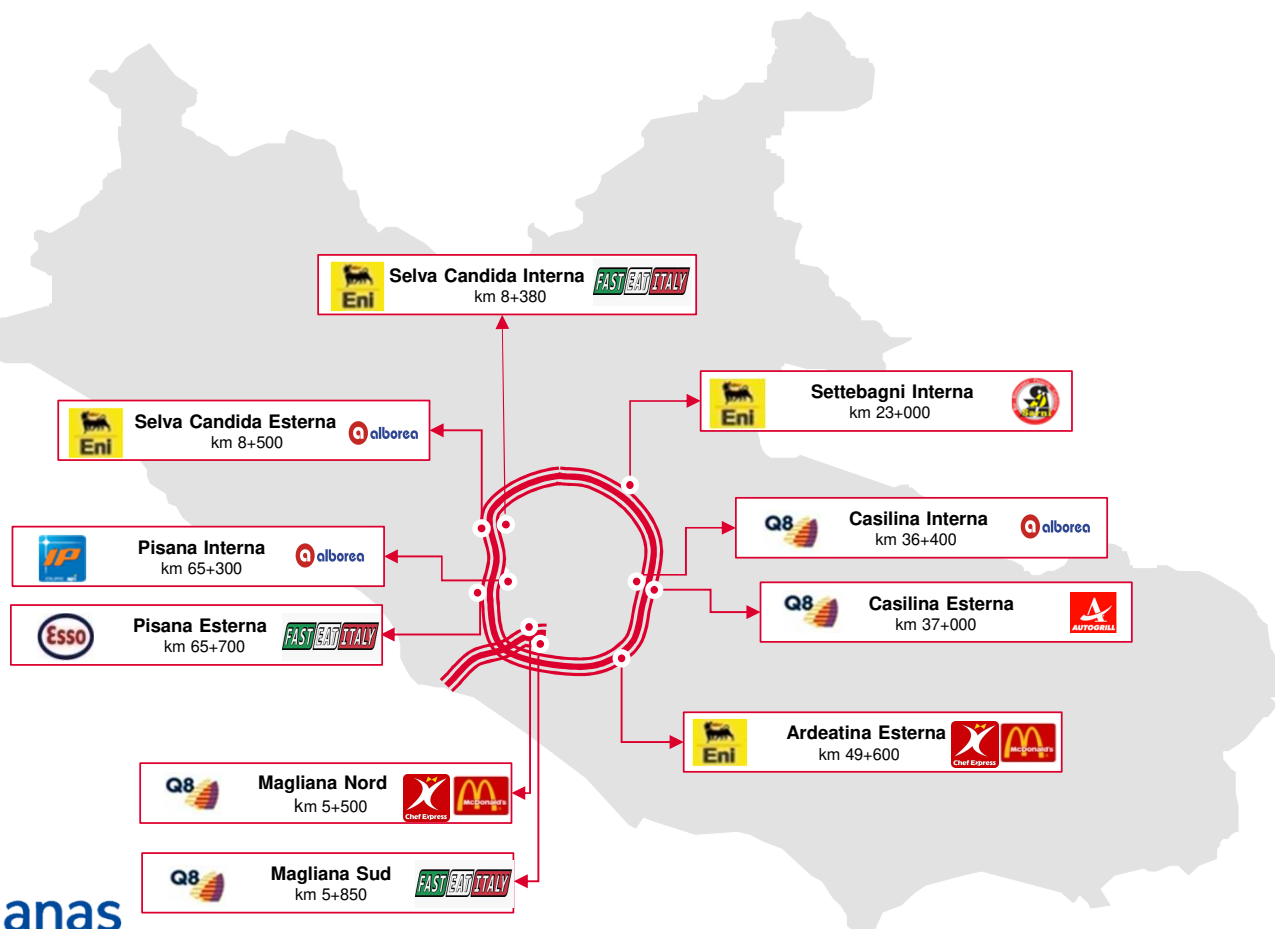 Eni
Selva Candida Interna
km 8+380
FAST EAT ITALY
Eni
Settebagni Interna
km 23+000
Eni
Selva Candida Esterna
km 8+500
alborea
Q8
Casilina Interna
km 36+400
alborea
IP
Pisana Interna
km 65+300
alborea
Q8
Casilina Esterna
km 37+000
AUTOGRILL
Esso
Pisana Esterna
km 65+700
FAST EAT ITALY
Eni
Ardeatina Esterna
km 49+600
Chef Express
McDonald's
Q8
Magliana Nord
km 5+500
Chef Express
McDonald's
Q8
Magliana Sud
km 5+850
FAST EAT ITALY
anas